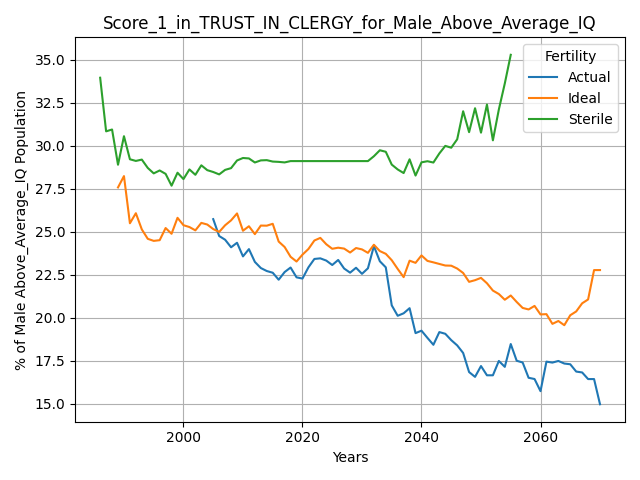 Score_1_in_TRUST_IN_CLERGY_for_Male_Above_Average_IQ
Fertility
Actual
Ideal
Sterile
% of Male Above_Average_IQ Population
35.0
32.5
30.0
27.5
25.0
22.5
20.0
17.5
15.0
2000
2020
2040
2060
Years